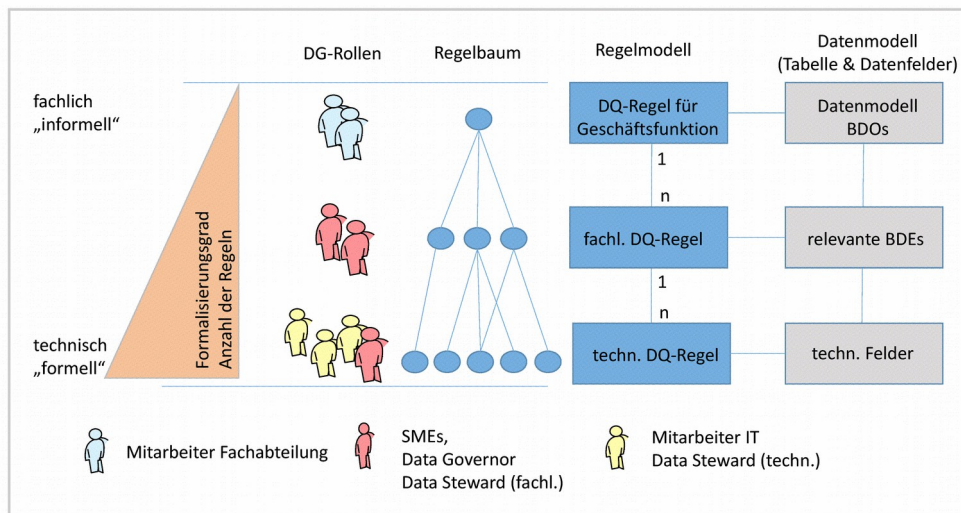 DG-Rollen
Regelbaum
Regelmodell
Datenmodell
(Tabelle & Datenfelder)
fachlich
„informell“
technisch
„formell“
Formalisierungsgrad
Anzahl der Regeln
DQ-Regel für
Geschäftsfunktion
Datenmodell
BDOs
1
n
fachl. DQ-Regel
relevante BDEs
1
n
techn. DQ-Regel
techn. Felder
Mitarbeiter Fachabteilung
SMEs,
Data Governor
Data Steward (fachl.)
Mitarbeiter IT
Data Steward (techn.)